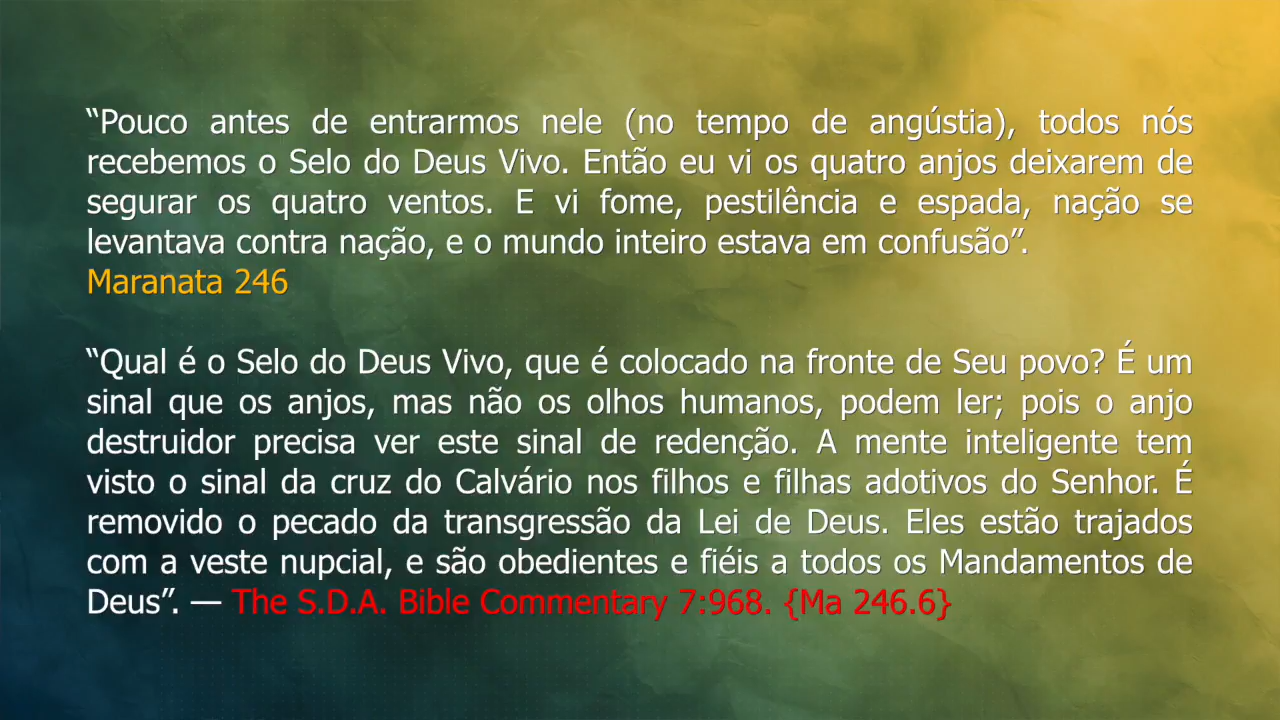 “Pouco antes de entrarmos nele (no tempo de angústia), todos nós
recebemos o Selo do Deus Vivo. Então eu vi os quatro anjos deixarem de
segurar os quatro ventos. E vi fome, pestilência e espada, nação se
levantava contra nação, e o mundo inteiro estava em confusão”.
Maranata 246
“Qual é o Selo do Deus Vivo, que é colocado na fronte de Seu povo? É um
sinal que os anjos, mas não os olhos humanos, podem ler; pois o anjo
destruidor precisa ver este sinal de redenção. A mente inteligente tem
visto o sinal da cruz do Calvário nos filhos e filhas adotivos do Senhor. É
removido o pecado da transgressão da Lei de Deus. Eles estão trajados
com a veste nupcial, e são obedientes e fiéis a todos os Mandamentos de
Deus”. — The S.D.A. Bible Commentary 7:968. {Ma 246.6}